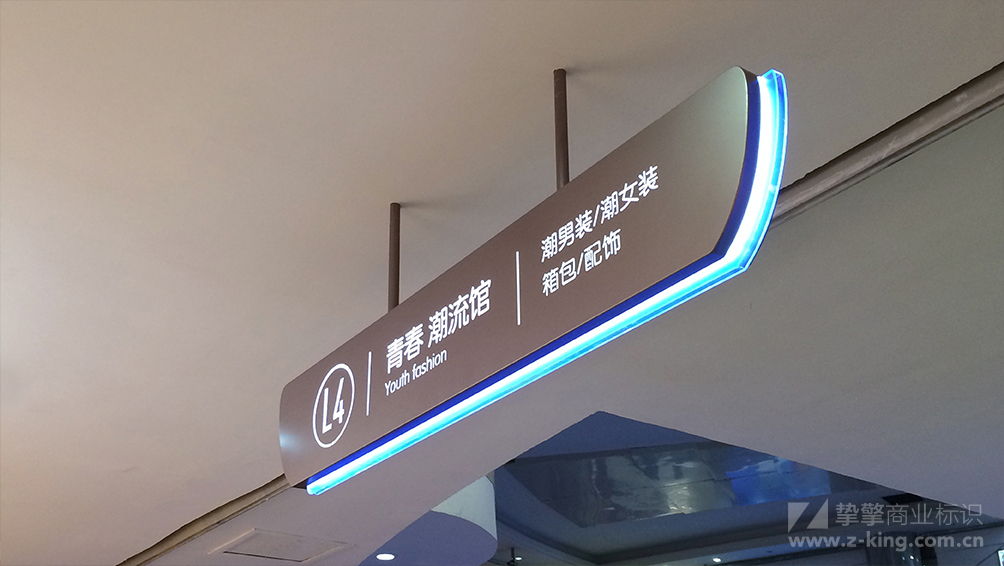 L4
青春 潮流馆
Youth fashion
潮男装/潮女装
箱包/配饰
挚擎商业标识
www.z-king.com.cn